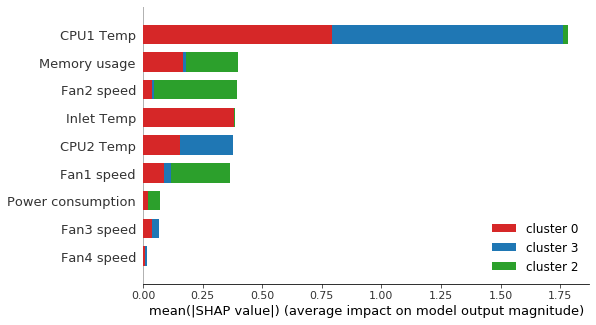 CPU1 Temp
Memory usage
Fan2 speed
Inlet Temp
CPU2 Temp
Fan1 speed
Power consumption
Fan3 speed
Fan4 speed
cluster 0
cluster 3
cluster 2
0.00 0.25 0.50 0.75 1.00 1.25 1.50 1.75
mean(|SHAP value|) (average impact on model output magnitude)